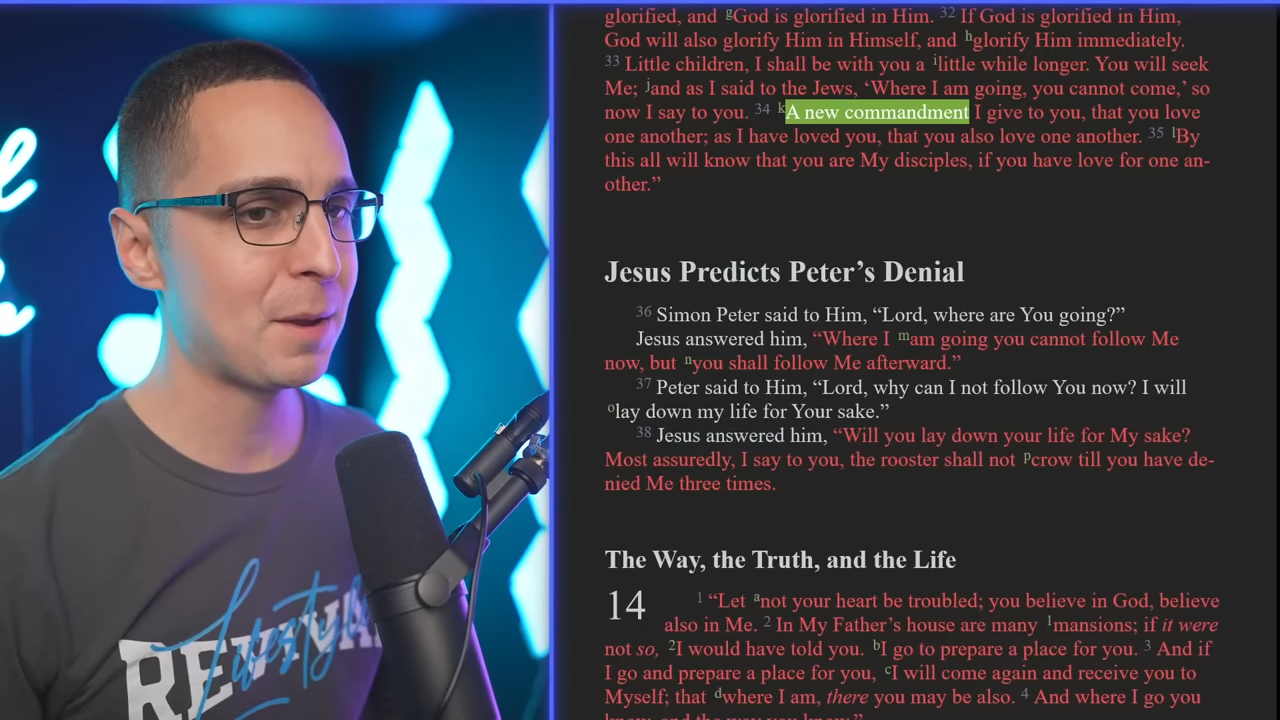 glorified, and gGod is glorified in Him. 32 If God is glorified in Him,
God will also glorify Him in Himself, and hglorify Him immediately.
33 Little children, I shall be with you a ilittle while longer. You will seek
Me; jand as I said to the Jews, ‘Where I am going, you cannot come,’ so
now I say to you. 34 kA new commandment I give to you, that you love
one another; as I have loved you, that you also love one another. 35 lBy
this all will know that you are My disciples, if you have love for one an-
other.”
Jesus Predicts Peter’s Denial
36 Simon Peter said to Him, “Lord, where are You going?”
Jesus answered him, “Where I mam going you cannot follow Me
now, but nyou shall follow Me afterward.”
37 Peter said to Him, “Lord, why can I not follow You now? I will
olay down my life for Your sake.”
38 Jesus answered him, “Will you lay down your life for My sake?
Most assuredly, I say to you, the rooster shall not pcrow till you have de-
nied Me three times.
The Way, the Truth, and the Life
14 1 “Let anot your heart be troubled; you believe in God, believe
also in Me. 2 In My Father’s house are many 1mansions; if it were
not so, 2I would have told you. bI go to prepare a place for you. 3 And if
I go and prepare a place for you, cI will come again and receive you to
Myself; that dwhere I am, there you may be also. 4 And where I go you
know, and the way you know.”
Lifestyle